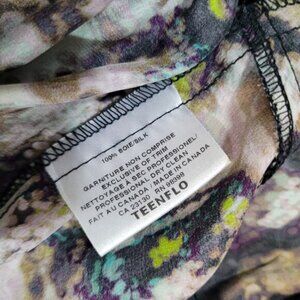 100% SOIE/SILK
GARNITURE NON COMPRISE
EXCLUSIVE OF TRIM
NETTOYAGE A SEC PROFESSIONEL/
PROFESSIONAL DRY CLEAN
FAIT AU CANADA/MADE IN CANADA
CA 23130 RN 99098
TEENFLO